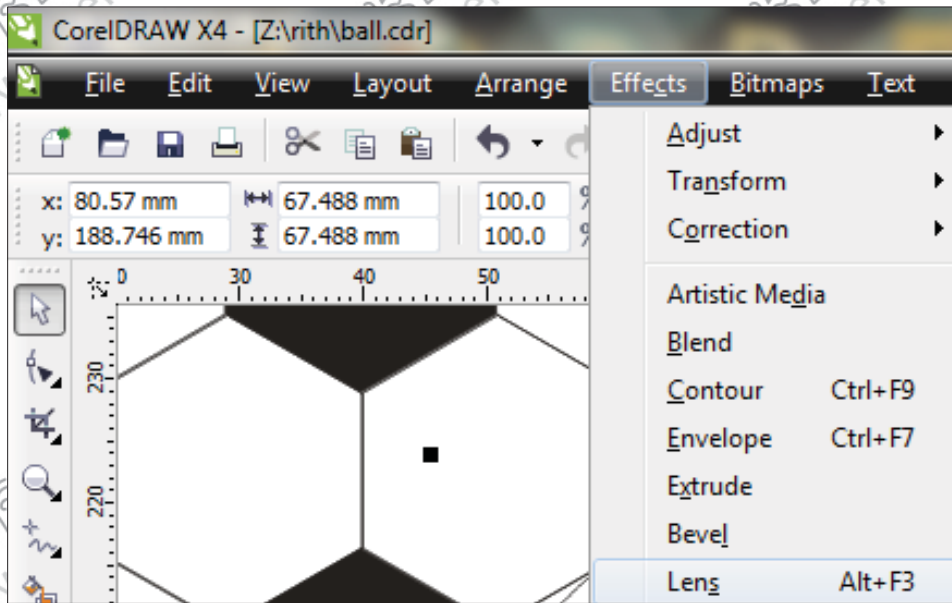 CorelDRAW X4 - [Z:\rith\ball.cdr]
File Edit View Layout Arrange Effects Bitmaps Text
x: 80.57 mm 67.488 mm 100.0 %
y: 188.746 mm 67.488 mm 100.0 %
0 30 40 50
230
220
Adjust
Transform
Correction
Artistic Media
Blend
Contour Ctrl+F9
Envelope Ctrl+F7
Extrude
Bevel
Lens Alt+F3